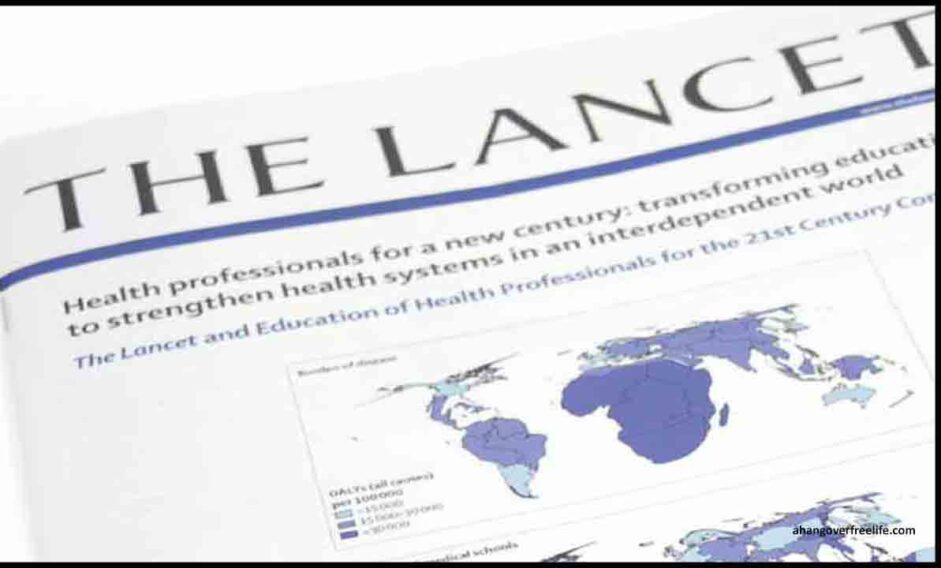 THE LANCET
Health professionals for a new century: transforming educati
to strengthen health systems in an interdependent world
The Lancet and Education of Health Professionals for the 21st Century Co
Burden of disease
DALYs (all causes)
per 100 000
<15 000
15 000–30 000
>30 000
dical schools
ahangoverfreelife.com